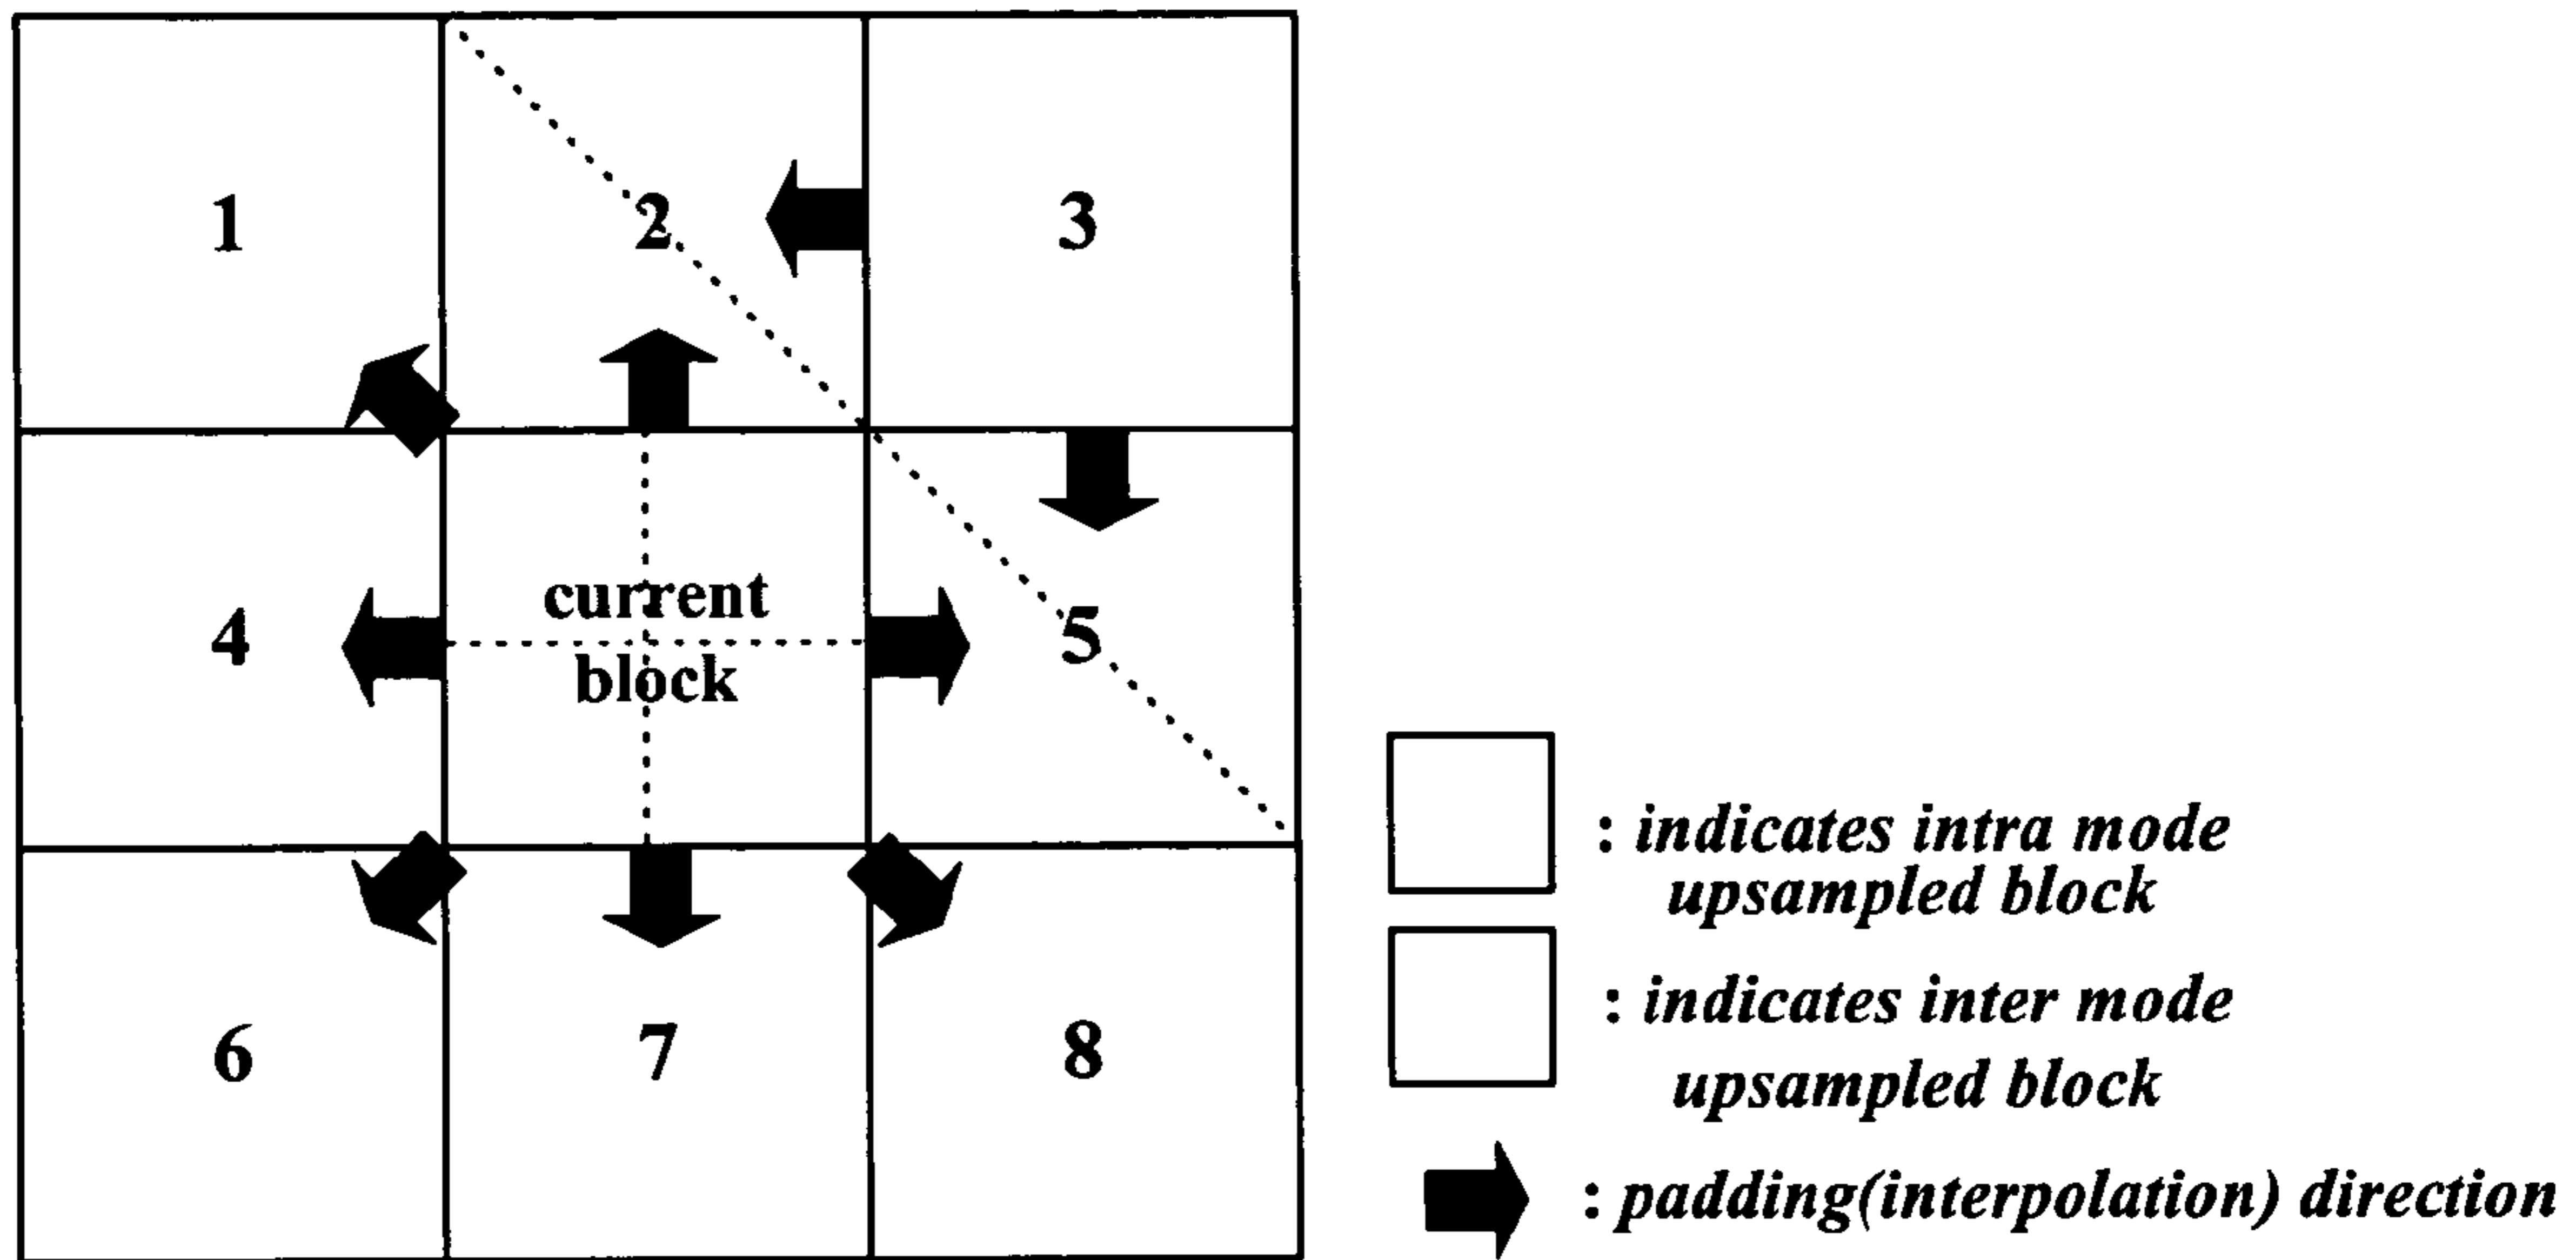 1
2
3
4
current
block
5
6
7
8
: indicates intra mode
upsampled block
: indicates inter mode
upsampled block
: padding(interpolation) direction